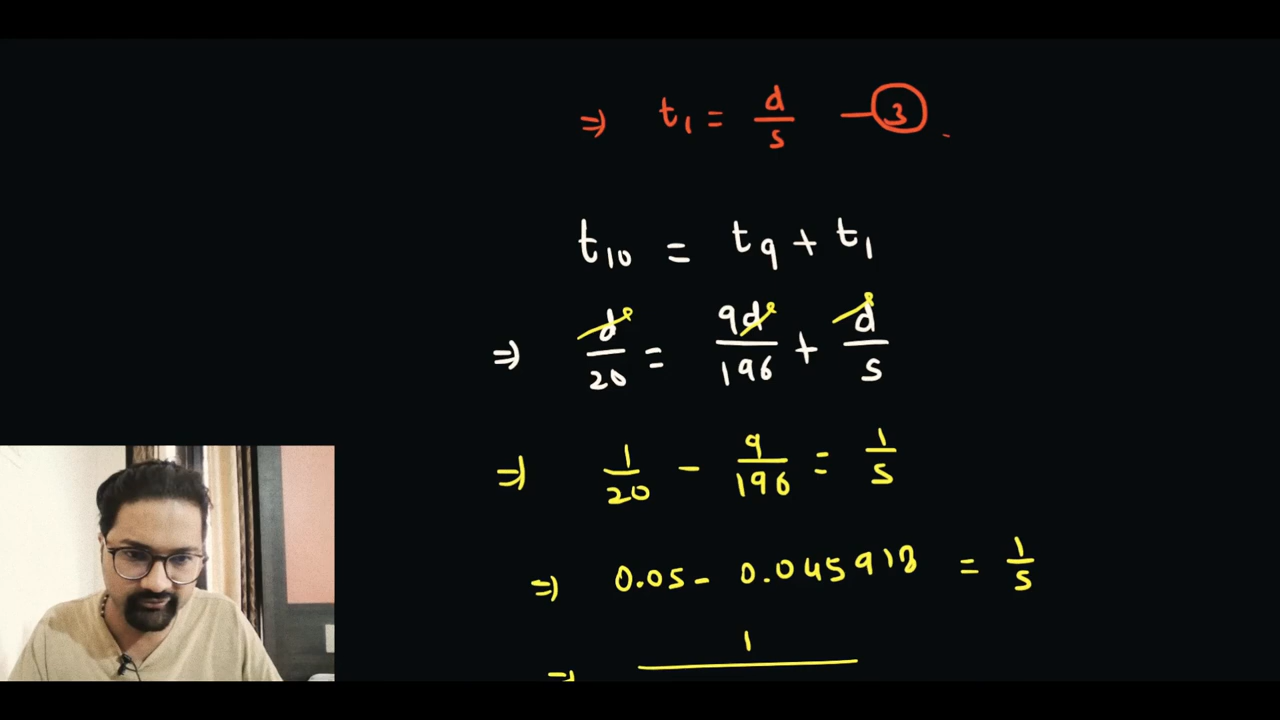 ⇒ t₁ = d/s — ③
t₁₀ = t₉ + t₁
⇒ d/20 = 9d/196 + d/s
⇒ 1/20 - 9/196 = 1/s
⇒ 0.05 - 0.045918 = 1/s
⇒ 1